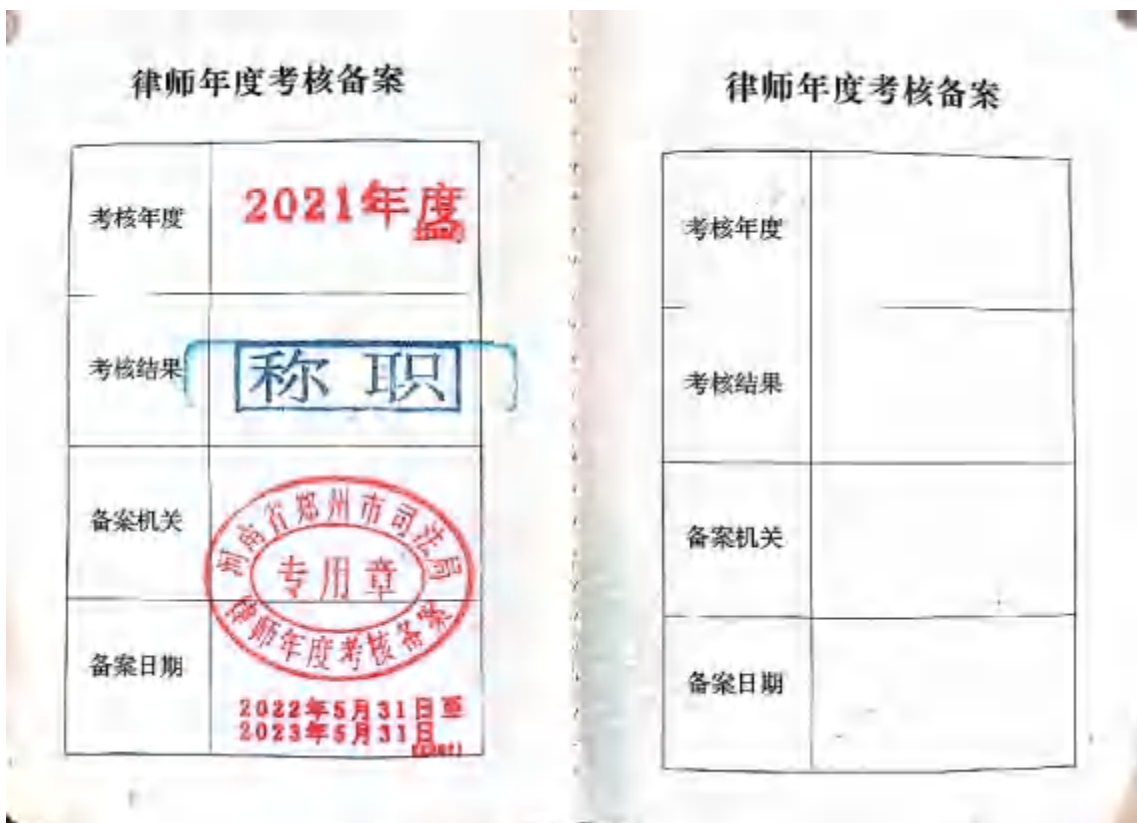 律师年度考核备案
考核年度
2021年度
考核结果
称职
备案机关
河南省郑州市司法局
专用章
律师年度考核备案
备案日期
2022年5月31日至
2023年5月31日
律师年度考核备案
考核年度
考核结果
备案机关
备案日期